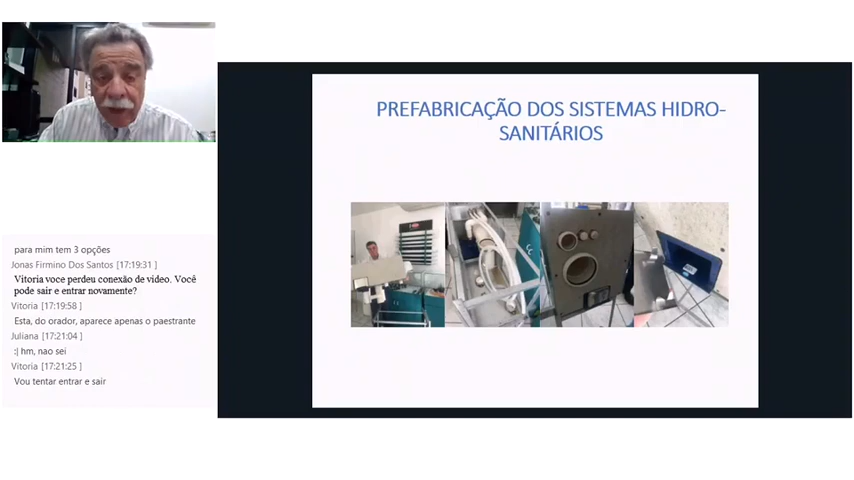 PREFABRICAÇÃO DOS SISTEMAS HIDRO-
SANITÁRIOS
para mim tem 3 opções
Jonas Firmino Dos Santos [17:19:31 ]
Vitoria voce perdeu conexão de video. Você
pode sair e entrar novamente?
Vitoria [17:19:58 ]
Esta, do orador, aparece apenas o paestrante
Juliana [17:21:04 ]
:| hm, nao sei
Vitoria [17:21:25 ]
Vou tentar entrar e sair